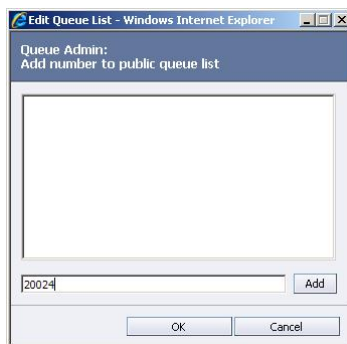 Edit Queue List - Windows Internet Explorer
Queue Admin:
Add number to public queue list
20024
Add
OK
Cancel